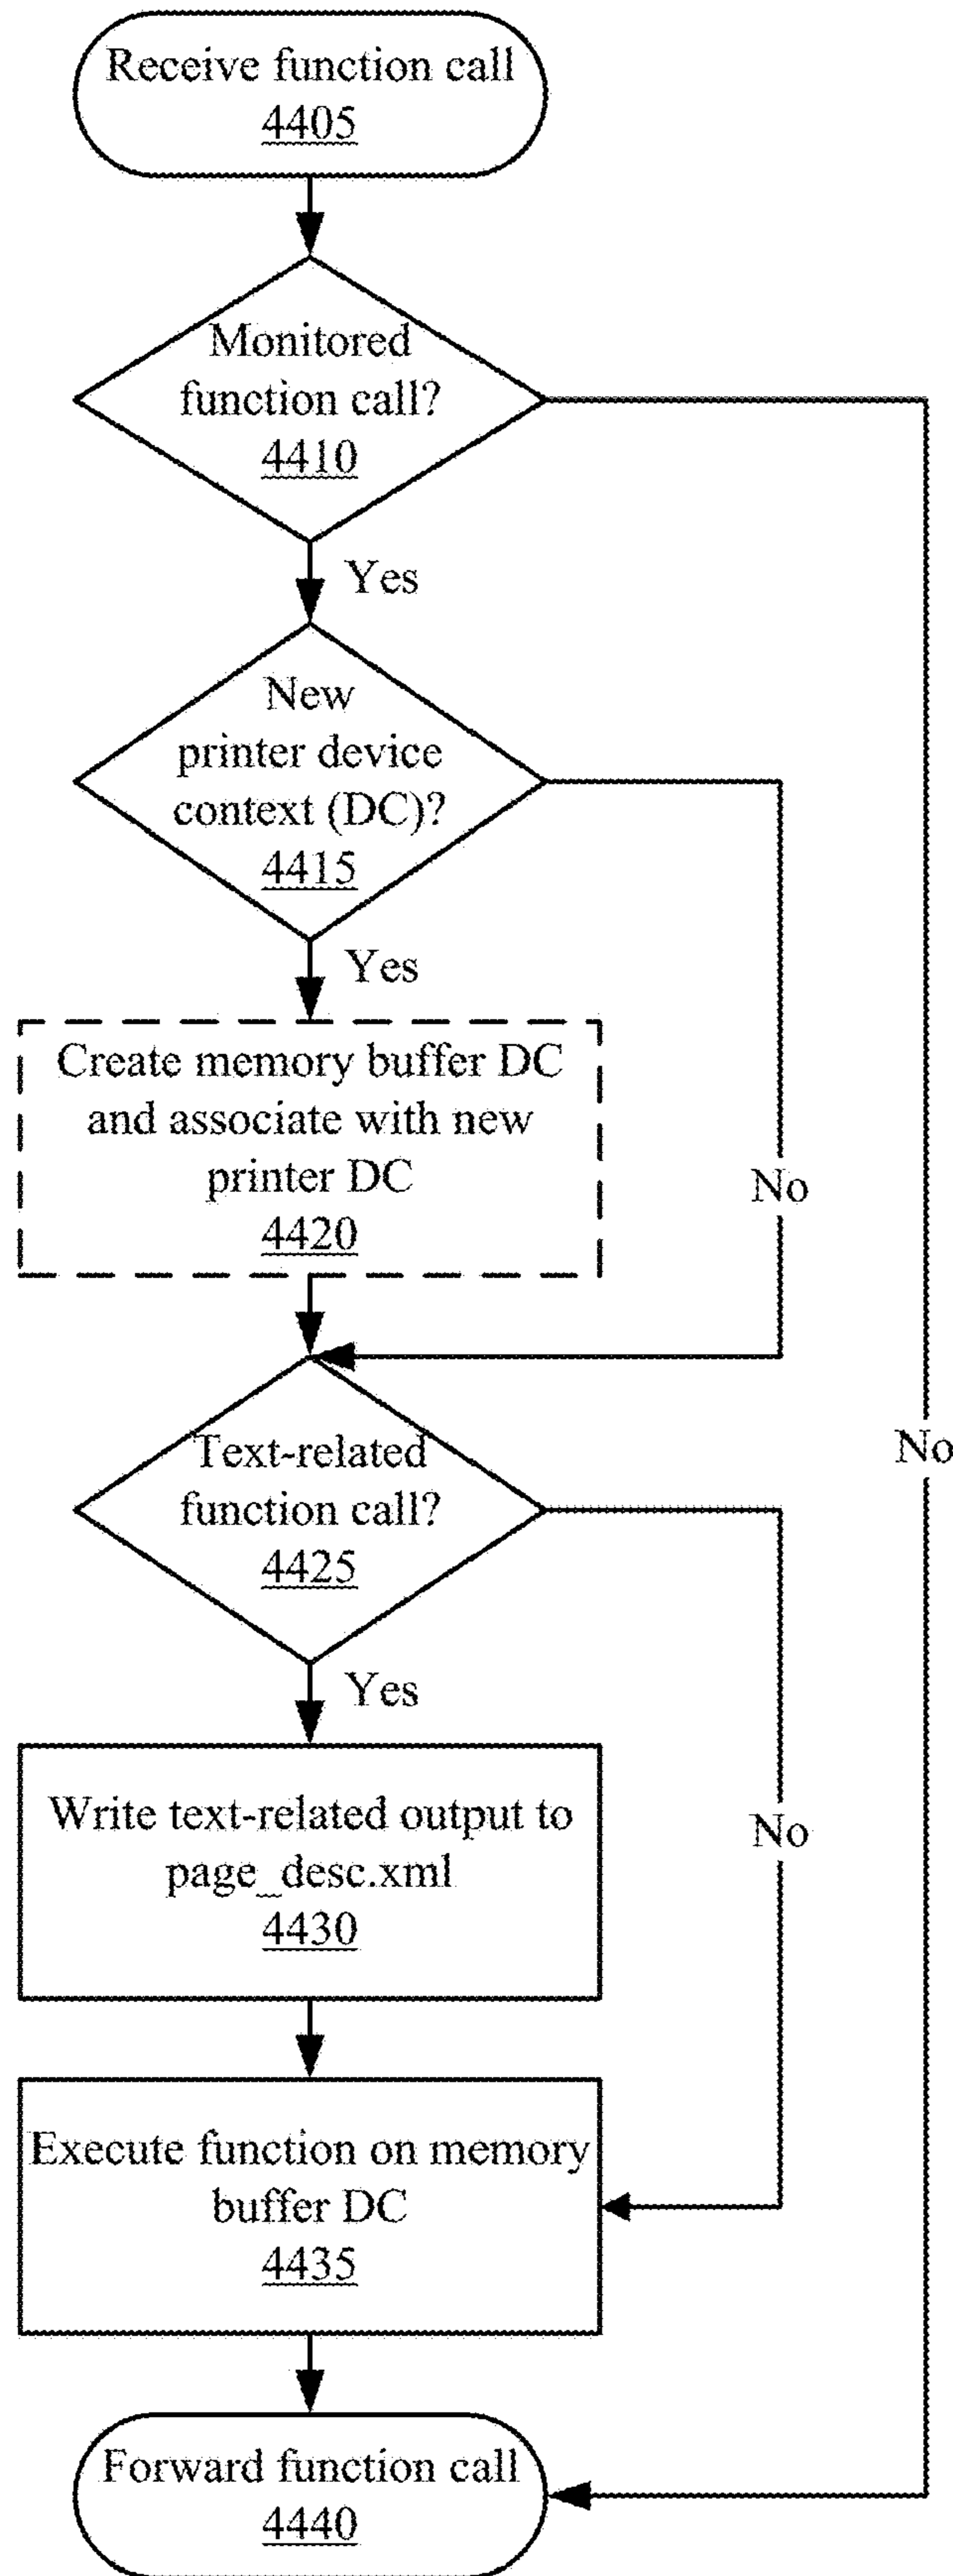 Receive function call
4405
Monitored
function call?
4410
Yes
New
printer device
context (DC)?
4415
Yes
Create memory buffer DC
and associate with new
printer DC
4420
No
Text-related
function call?
4425
No
Yes
Write text-related output to
page_desc.xml
4430
No
Execute function on memory
buffer DC
4435
Forward function call
4440